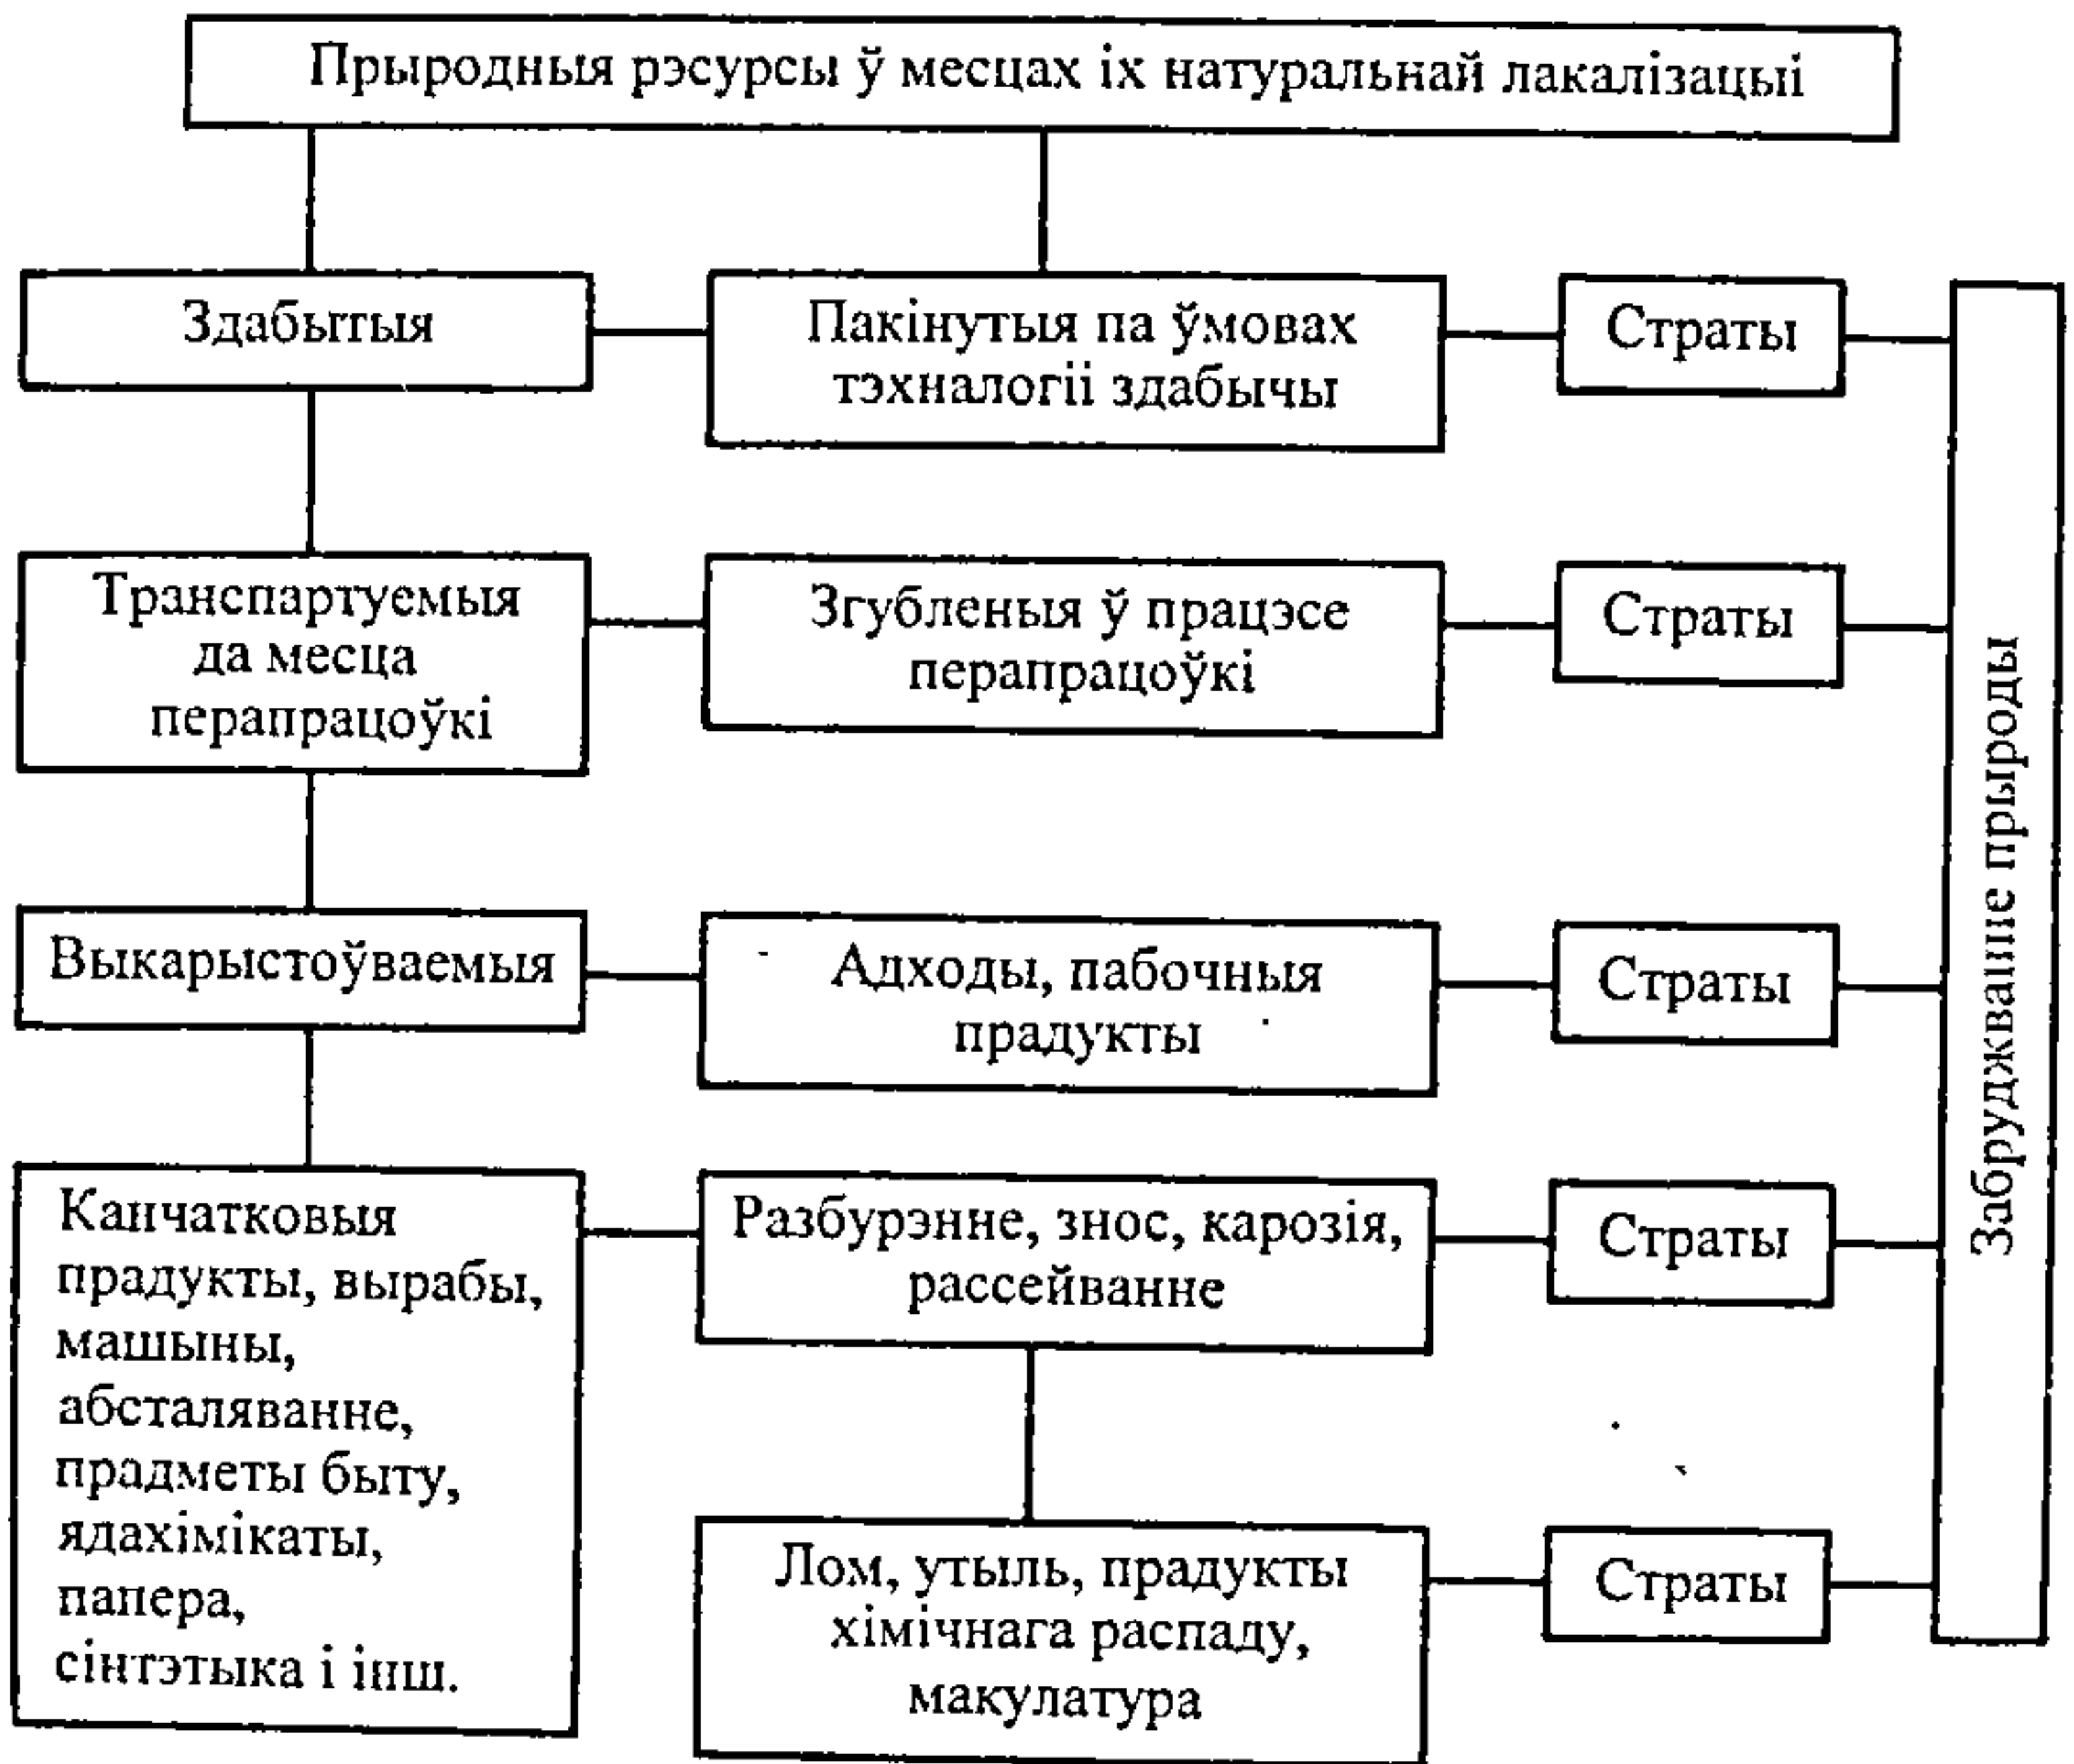 Прыродныя рэсурсы ў месцах іх натуральнай лакалізацыі
Здабытыя
Пакінутыя па ўмовах
тэхналогіі здабычы
Страты
Транспартуемыя
да месца
перапрацоўкі
Згубленыя ў працэсе
перапрацоўкі
Страты
Выкарыстоўваемыя
Адходы, пабочныя
прадукты
Страты
Канчатковыя
прадукты, вырабы,
машыны,
абсталяванне,
прадметы быту,
ядахімікаты,
папера,
сінтэтыка і інш.
Разбурэнне, знос, карозія,
рассейванне
Страты
Лом, утыль, прадукты
хімічнага распаду,
макулатура
Страты
Забруджванне прыроды